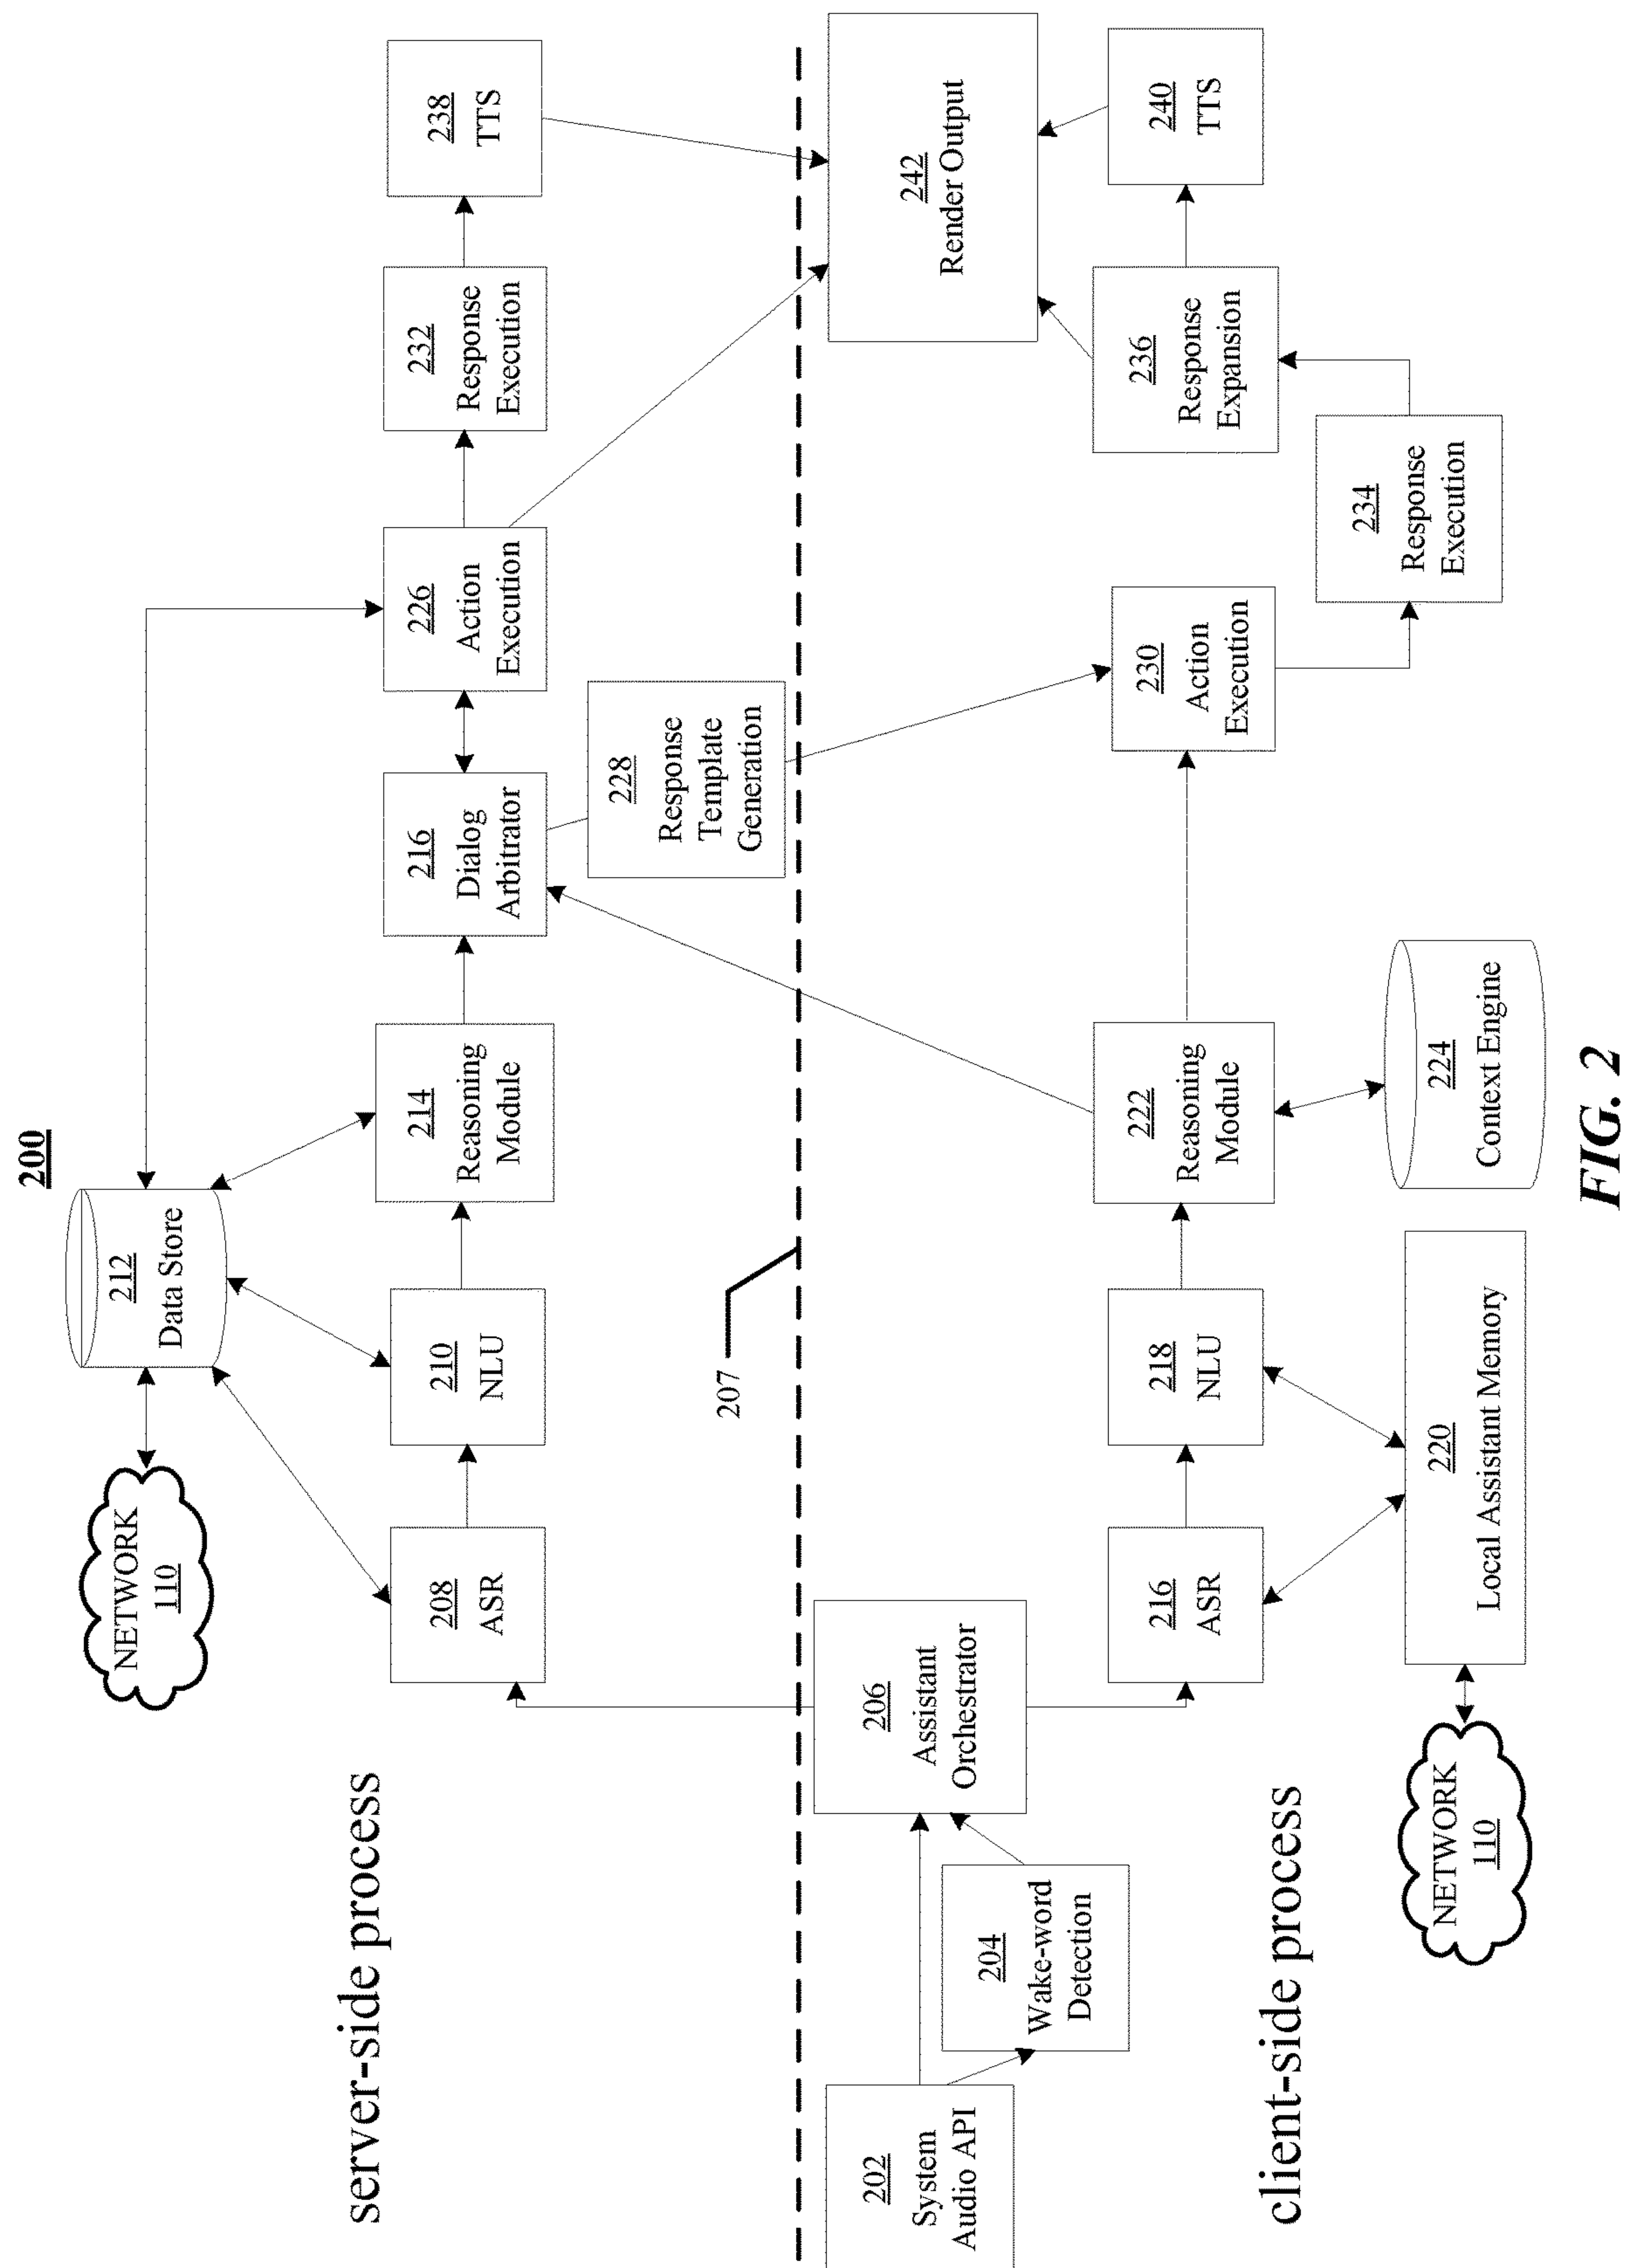 200
NETWORK
110
212
Data Store
server-side process
208
ASR
210
NLU
214
Reasoning
Module
216
Dialog
Arbitrator
226
Action
Execution
232
Response
Execution
238
TTS
228
Response
Template
Generation
207
202
System
Audio API
204
Wake-word
Detection
206
Assistant
Orchestrator
242
Render Output
client-side process
216
ASR
218
NLU
222
Reasoning
Module
230
Action
Execution
236
Response
Expansion
240
TTS
234
Response
Execution
NETWORK
110
220
Local Assistant Memory
224
Context Engine
FIG. 2